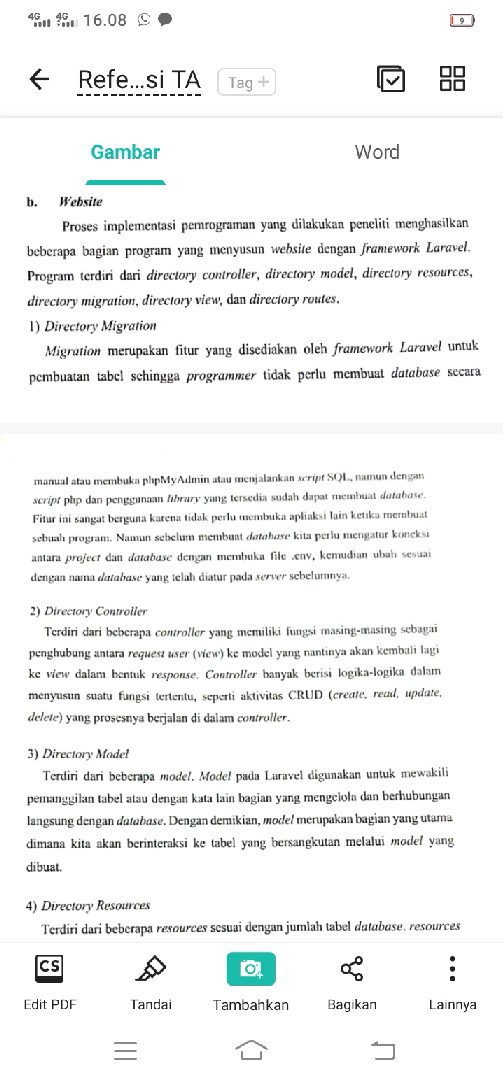 4G 4G 16.08 9
Refe...si TA Tag +
Gambar Word
b. Website
Proses implementasi pemrograman yang dilakukan peneliti menghasilkan
beberapa bagian program yang menyusun website dengan framework Laravel.
Program terdiri dari directory controller, directory model, directory resources,
directory migration, directory view, dan directory routes.
1) Directory Migration
Migration merupakan fitur yang disediakan oleh framework Laravel untuk
pembuatan tabel sehingga programmer tidak perlu membuat database secara
manual atau membuka phpMyAdmin atau menjalankan script SQL, namun dengan
script php dan penggunaan library yang tersedia sudah dapat membuat database.
Fitur ini sangat berguna karena tidak perlu membuka apliaksi lain ketika membuat
sebuah program. Namun sebelum membuat database kita perlu mengatur koneksi
antara project dan database dengan membuka file .env, kemudian ubah sesuai
dengan nama database yang telah diatur pada server sebelumnya.
2) Directory Controller
Terdiri dari beberapa controller yang memiliki fungsi masing-masing sebagai
penghubung antara request user (view) ke model yang nantinya akan kembali lagi
ke view dalam bentuk response. Controller banyak berisi logika-logika dalam
menyusun suatu fungsi tertentu, seperti aktivitas CRUD (create, read, update,
delete) yang prosesnya berjalan di dalam controller.
3) Directory Model
Terdiri dari beberapa model. Model pada Laravel digunakan untuk mewakili
pemanggilan tabel atau dengan kata lain bagian yang mengelola dan berhubungan
langsung dengan database. Dengan demikian, model merupakan bagian yang utama
dimana kita akan berinteraksi ke tabel yang bersangkutan melalui model yang
dibuat.
4) Directory Resources
Terdiri dari beberapa resources sesuai dengan jumlah tabel database. resources
CS
Edit PDF Tandai Tambahkan Bagikan Lainnya